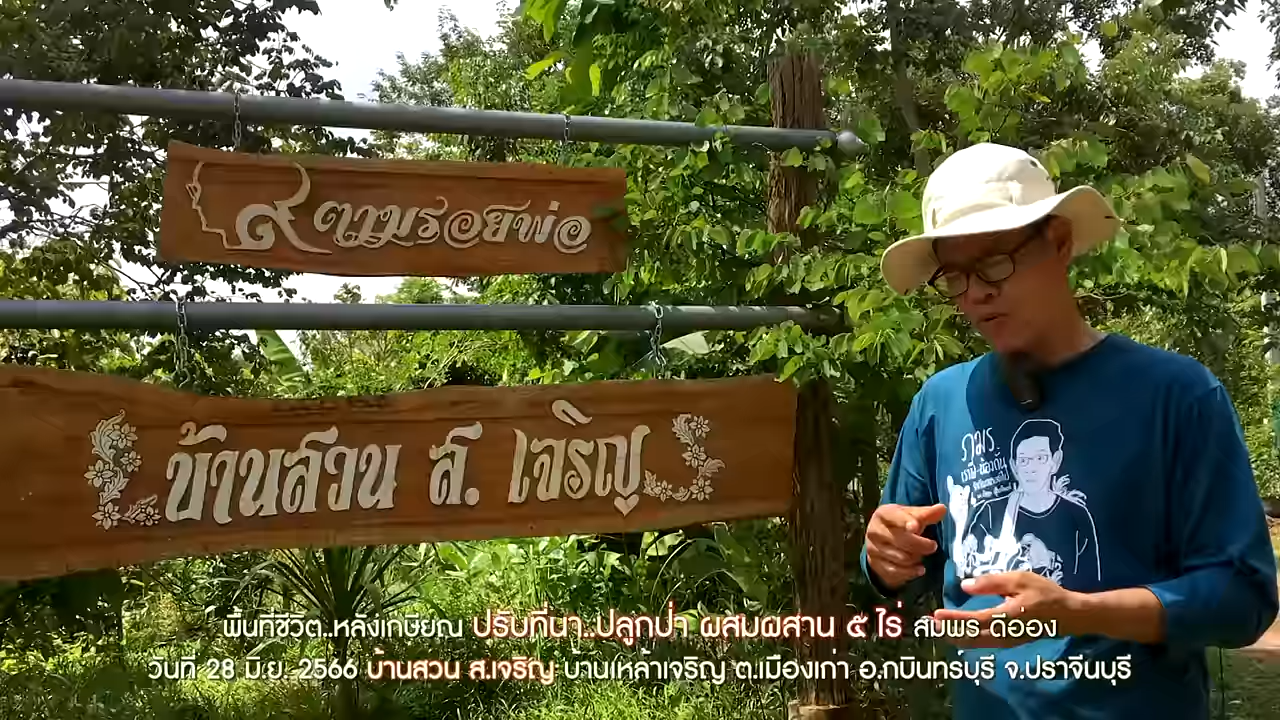 ๙ ตามรอยพ่อ
บ้านสวน ส. เจริญ
ภูมิร
พื้นที่ชีวิต..หลังเกษียณ ปรับที่นา..ปลูกป่า ผสมผสาน ๕ ไร่ สมพร ดีอ่อง
วันที่ 28 มิ.ย. 2566 บ้านสวน ส.เจริญ บ้านเหล้าเจริญ ต.เมืองเก่า อ.กบินทร์บุรี จ.ปราจีนบุรี